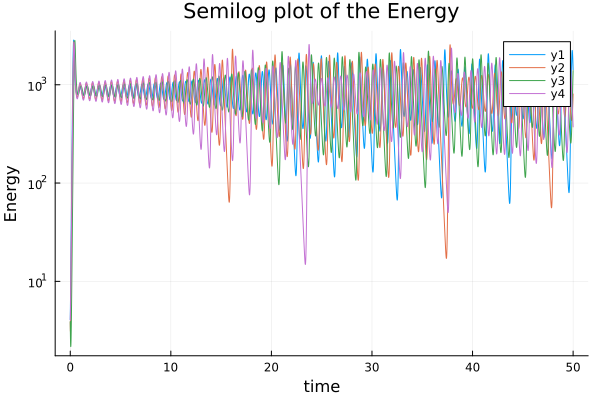 Semilog plot of the Energy
y1
y2
y3
y4
10³
10²
10¹
Energy
0 10 20 30 40 50
time